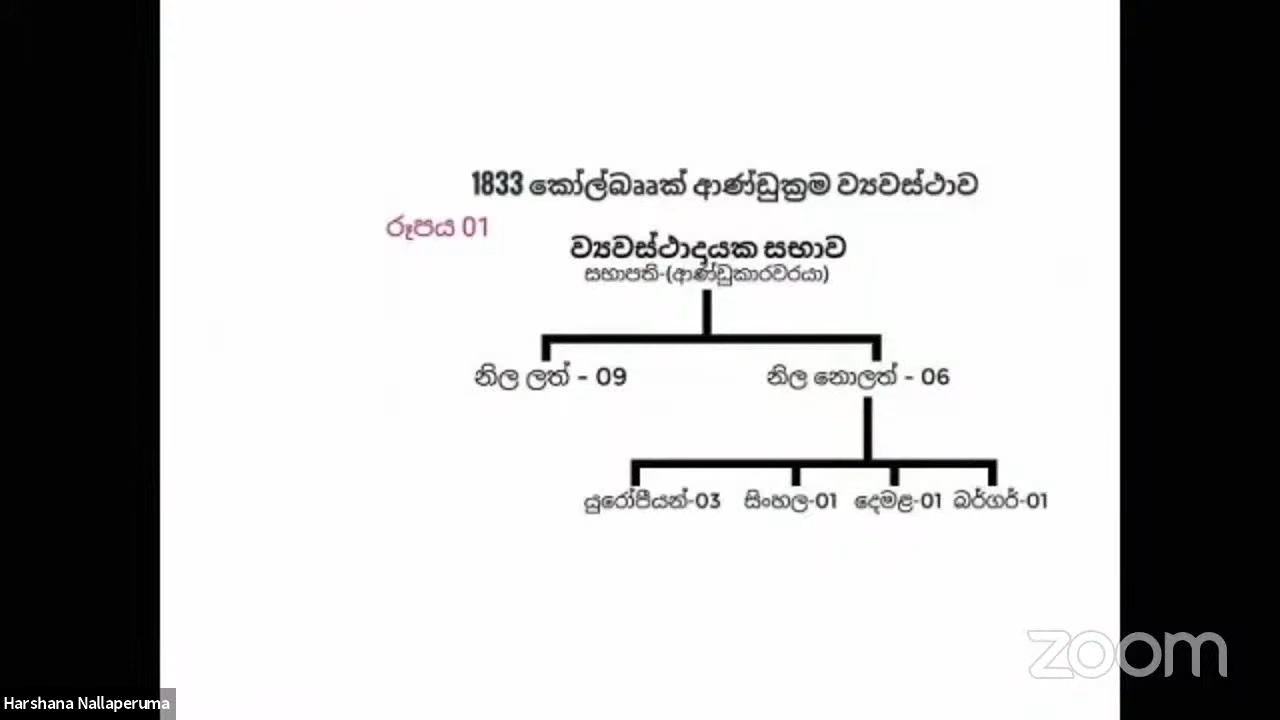 1833 කෝල්බෲක් ආණ්ඩුක්‍රම ව්‍යවස්ථාව
රූපය 01
ව්‍යවස්ථාදායක සභාව
සභාපති-(ආණ්ඩුකාරවරයා)
නිල ලත් - 09 නිල නොලත් - 06
යුරෝපීයන්-03 සිංහල-01 දෙමළ-01 බර්ගර්-01
zoom
Harshana Nallaperuma